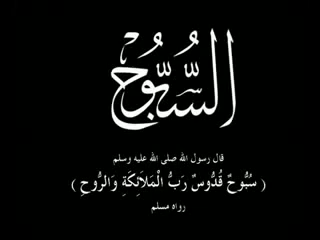 السُّبُّوحُ
قال رسول الله صلى الله عليه وسلم
( سُبُّوحٌ قُدُّوسٌ رَبُّ الْمَلَائِكَةِ وَالرُّوحِ )
رواه مسلم